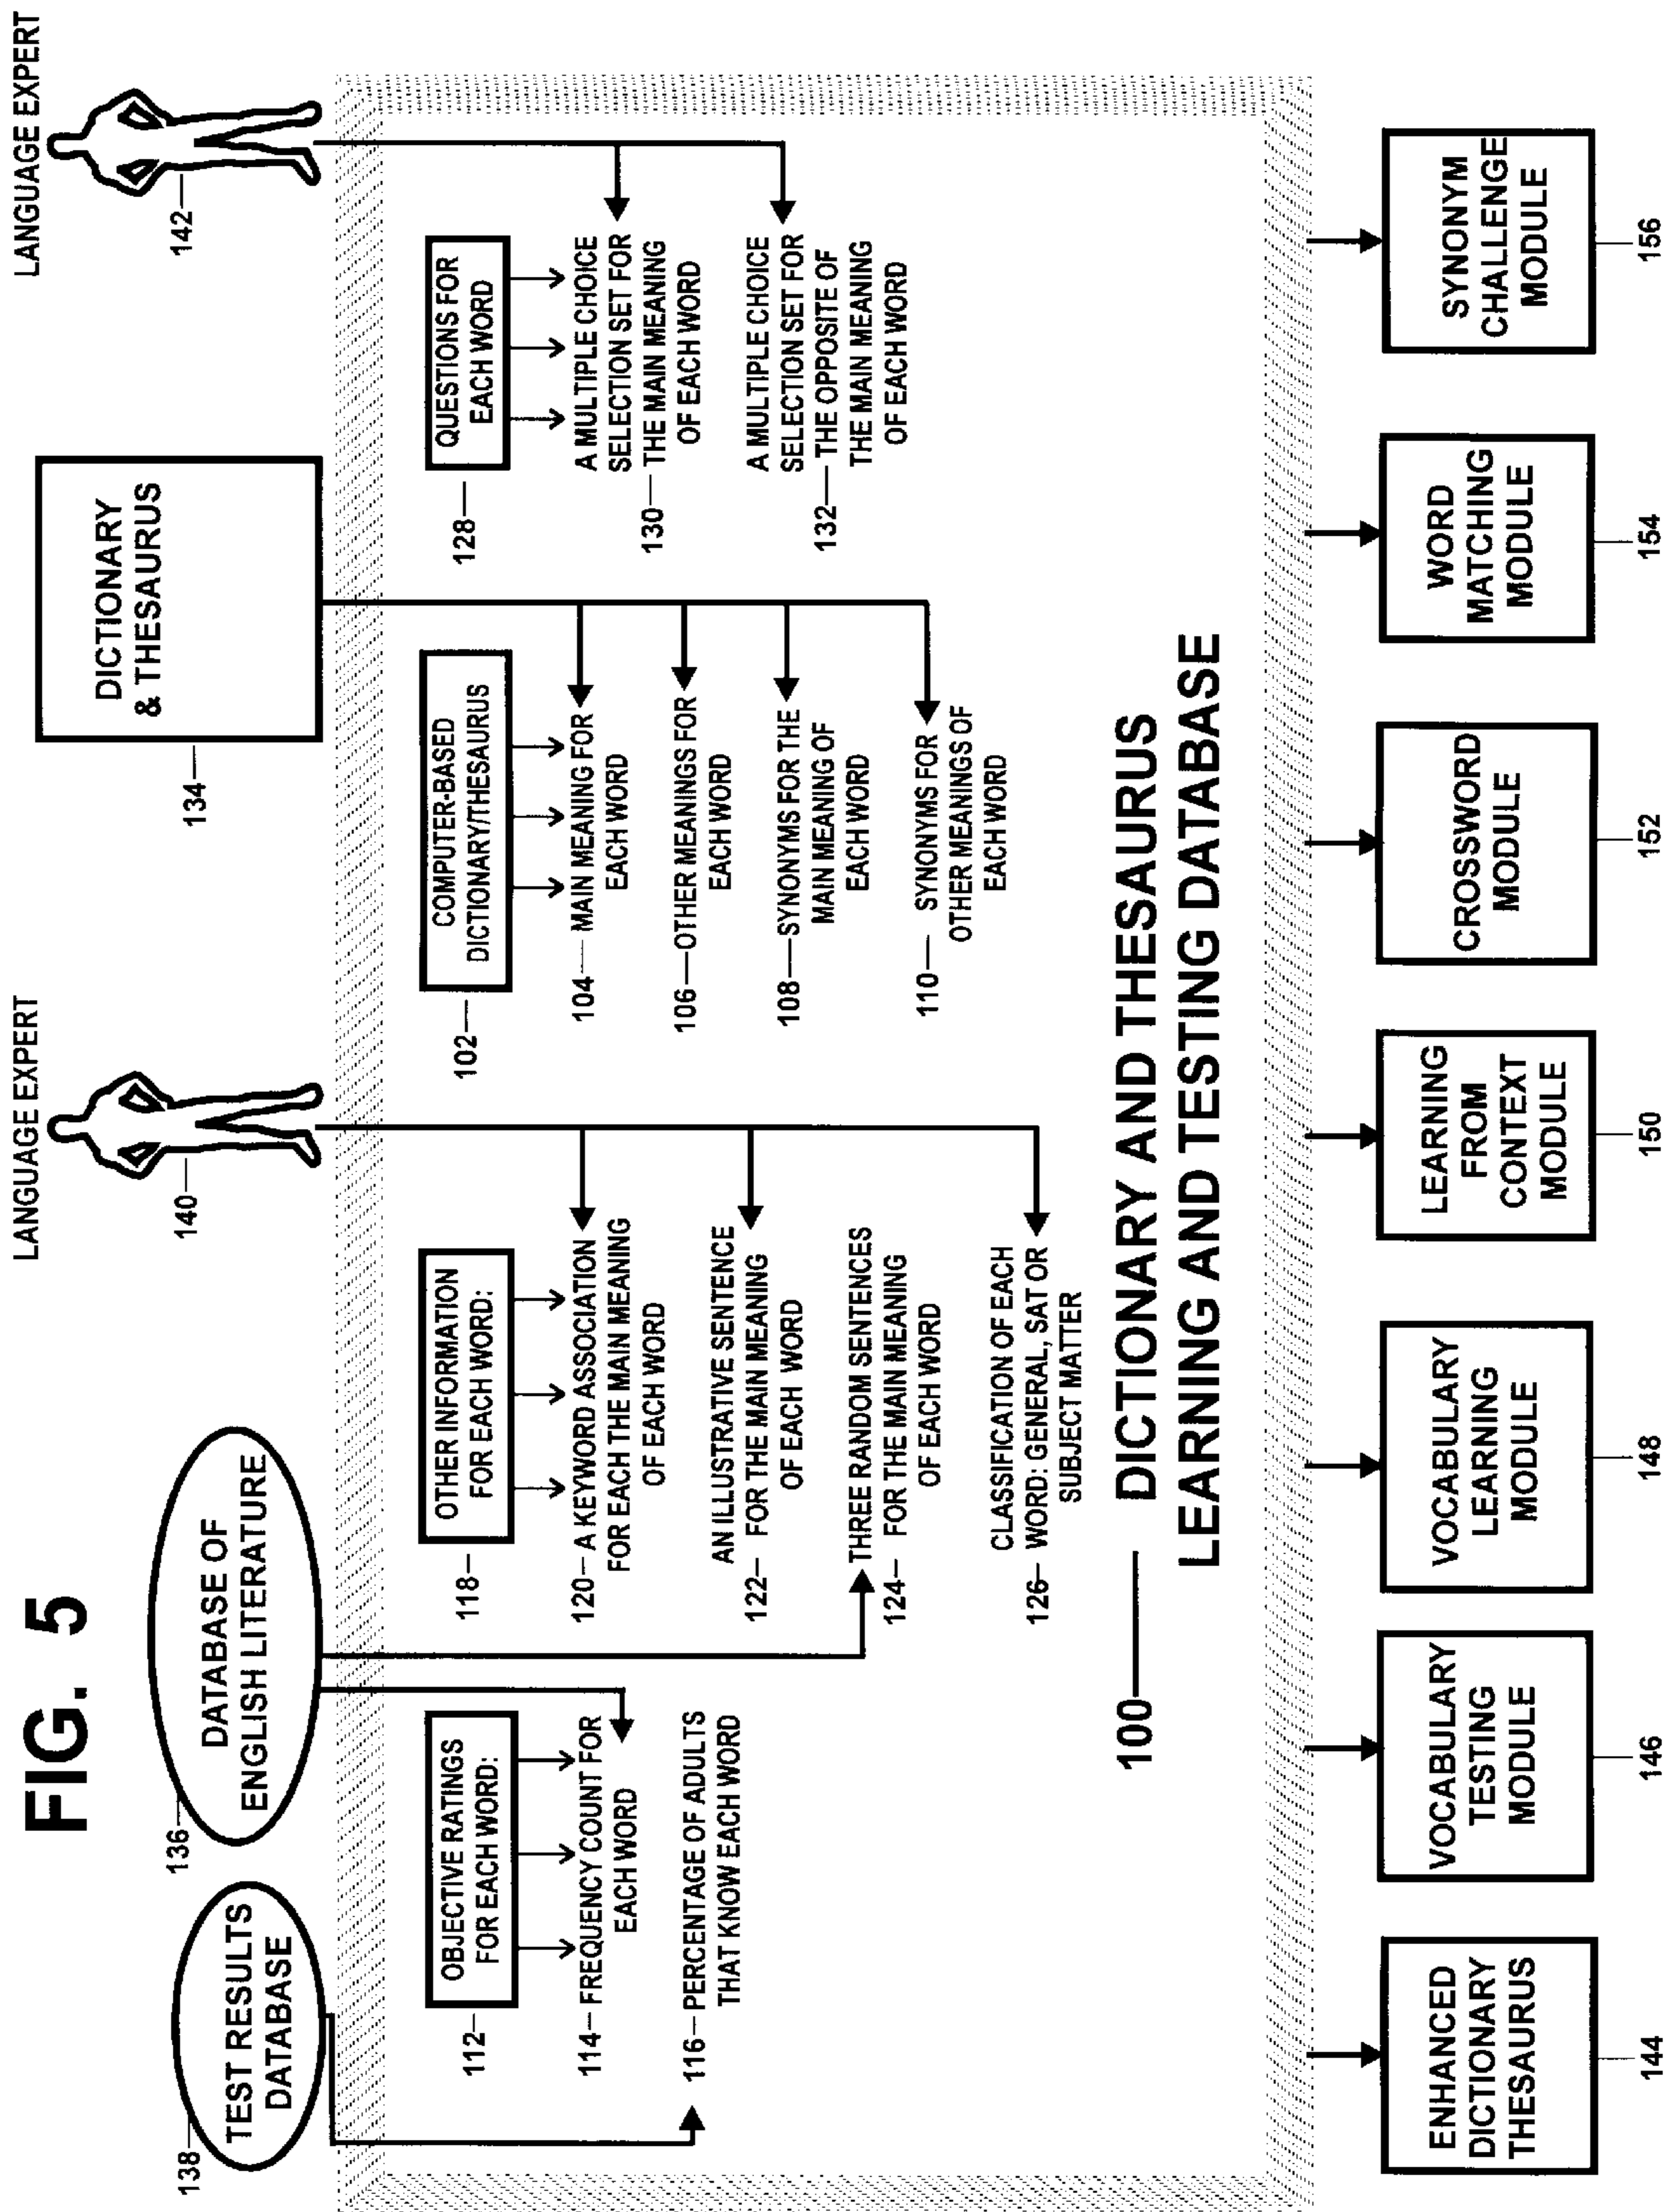 FIG. 5
138
TEST RESULTS
DATABASE
136
DATABASE OF
ENGLISH LITERATURE
LANGUAGE EXPERT
140
134
DICTIONARY
& THESAURUS
LANGUAGE EXPERT
142
112
OBJECTIVE RATINGS
FOR EACH WORD:
114 FREQUENCY COUNT FOR
EACH WORD
116 PERCENTAGE OF ADULTS
THAT KNOW EACH WORD
118
OTHER INFORMATION
FOR EACH WORD:
120 A KEYWORD ASSOCIATION
FOR EACH THE MAIN MEANING
OF EACH WORD
AN ILLUSTRATIVE SENTENCE
122 FOR THE MAIN MEANING
OF EACH WORD
THREE RANDOM SENTENCES
124 FOR THE MAIN MEANING
OF EACH WORD
CLASSIFICATION OF EACH
126 WORD: GENERAL, SAT OR
SUBJECT MATTER
102
COMPUTER-BASED
DICTIONARY/THESAURUS
104 MAIN MEANING FOR
EACH WORD
106 OTHER MEANINGS FOR
EACH WORD
108 SYNONYMS FOR THE
MAIN MEANING OF
EACH WORD
110 SYNONYMS FOR
OTHER MEANINGS OF
EACH WORD
128
QUESTIONS FOR
EACH WORD
A MULTIPLE CHOICE
SELECTION SET FOR
130 THE MAIN MEANING
OF EACH WORD
A MULTIPLE CHOICE
SELECTION SET FOR
132 THE OPPOSITE OF
THE MAIN MEANING
OF EACH WORD
100 DICTIONARY AND THESAURUS
LEARNING AND TESTING DATABASE
ENHANCED
DICTIONARY
THESAURUS
144
VOCABULARY
TESTING
MODULE
146
VOCABULARY
LEARNING
MODULE
148
LEARNING
FROM
CONTEXT
MODULE
150
CROSSWORD
MODULE
152
WORD
MATCHING
MODULE
154
SYNONYM
CHALLENGE
MODULE
156